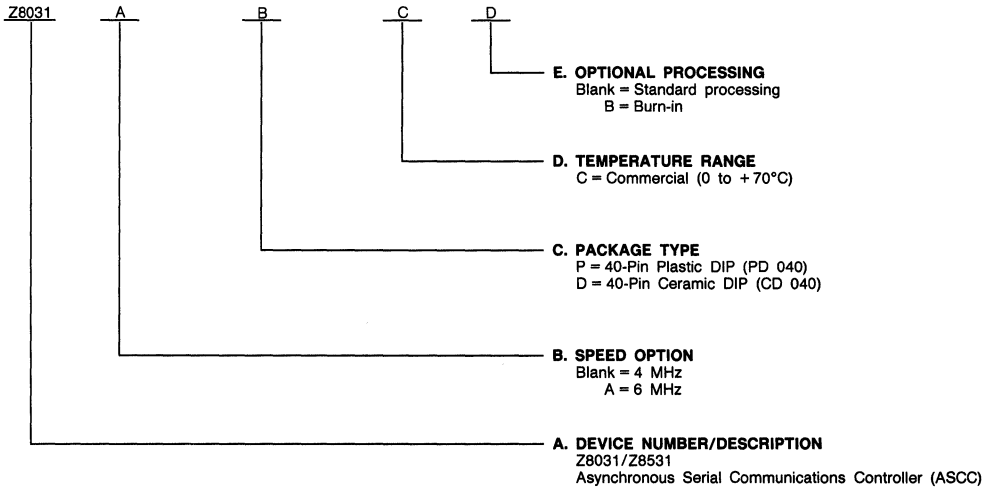 Z8031 A B C D
E. OPTIONAL PROCESSING
Blank = Standard processing
B = Burn-in
D. TEMPERATURE RANGE
C = Commercial (0 to +70°C)
C. PACKAGE TYPE
P = 40-Pin Plastic DIP (PD 040)
D = 40-Pin Ceramic DIP (CD 040)
B. SPEED OPTION
Blank = 4 MHz
A = 6 MHz
A. DEVICE NUMBER/DESCRIPTION
Z8031/Z8531
Asynchronous Serial Communications Controller (ASCC)